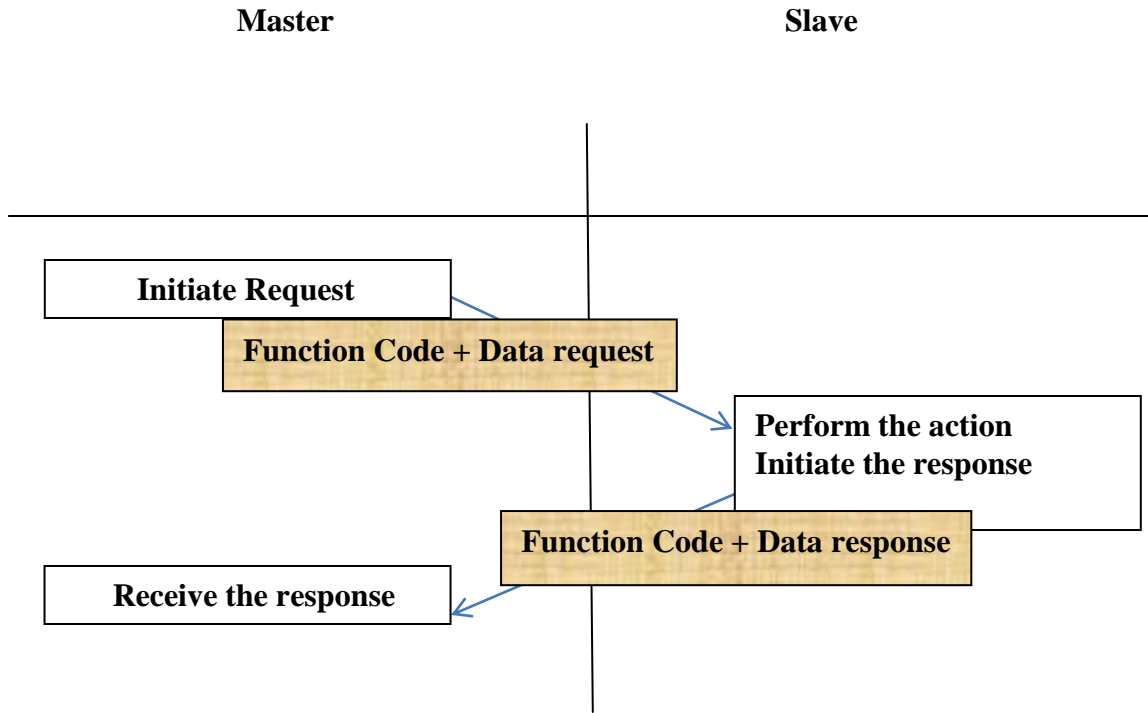 Master
Slave
Initiate Request
Function Code + Data request
Perform the action
Initiate the response
Function Code + Data response
Receive the response